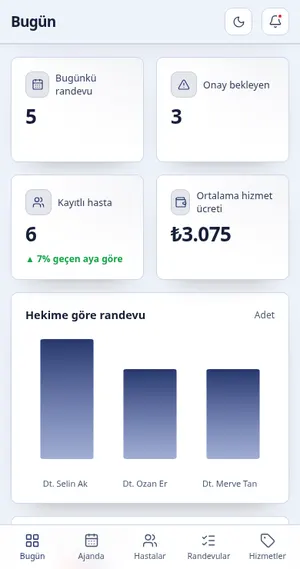 Bugün
Bugünkü
randevu
5
Onay bekleyen
3
Kayıtlı hasta
6
▲ 7% geçen aya göre
Ortalama hizmet
ücreti
₺3.075
Hekime göre randevu
Adet
Dt. Selin Ak
Dt. Ozan Er
Dt. Merve Tan
Bugün
Ajanda
Hastalar
Randevular
Hizmetler